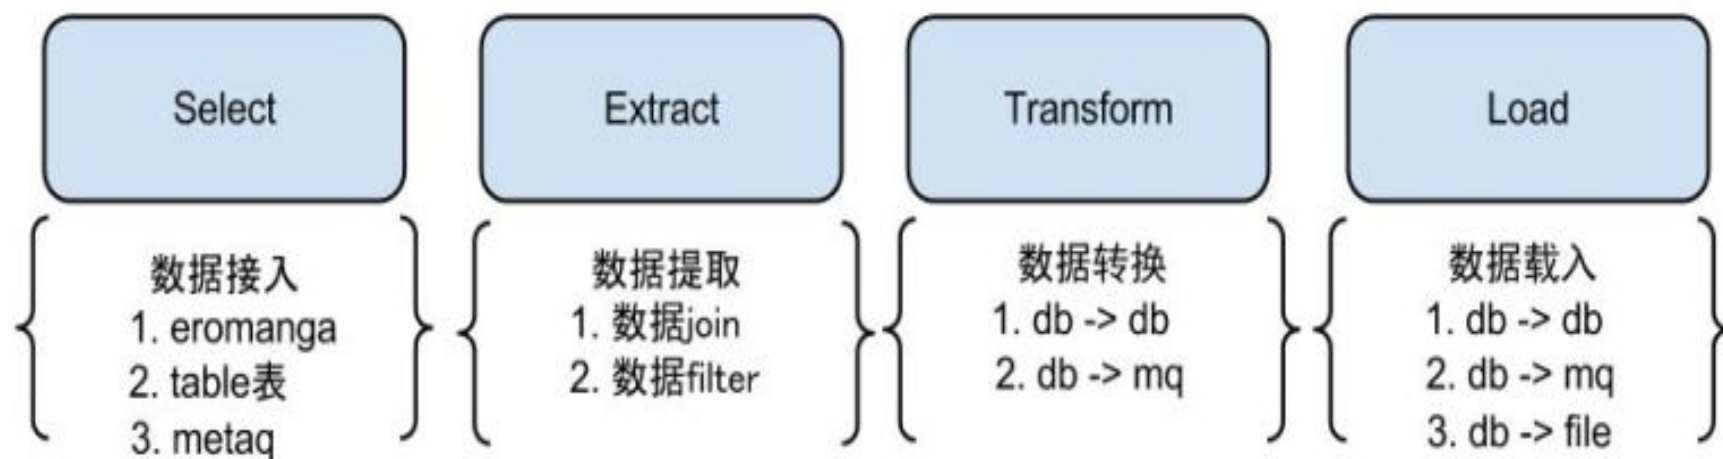 Select
数据接入
1. eromanga
2. table表
3. metaq
Extract
数据提取
1. 数据join
2. 数据filter
Transform
数据转换
1. db -> db
2. db -> mq
Load
数据载入
1. db -> db
2. db -> mq
3. db -> file